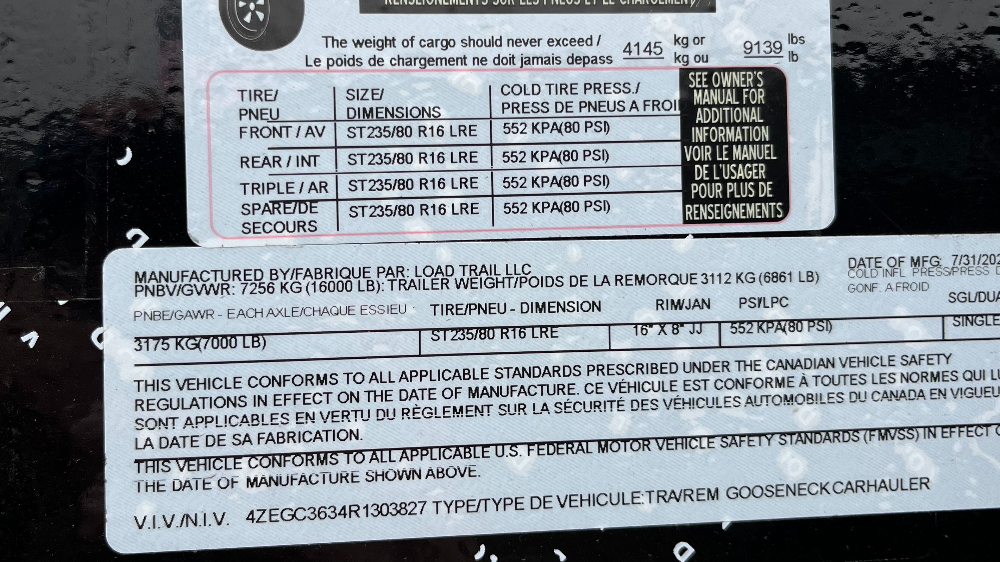 RENSEIGNEMENTS SUR LES PNEUS ET LE CHARGEMENT
The weight of cargo should never exceed / 4145 kg or 9139 lbs
Le poids de chargement ne doit jamais depasser kg ou lb
TIRE/ SIZE/ COLD TIRE PRESS./
PNEU DIMENSIONS PRESS DE PNEUS A FROI
FRONT / AV ST235/80 R16 LRE 552 KPA(80 PSI)
REAR / INT ST235/80 R16 LRE 552 KPA(80 PSI)
TRIPLE / AR ST235/80 R16 LRE 552 KPA(80 PSI)
SPARE/DE ST235/80 R16 LRE 552 KPA(80 PSI)
SECOURS
SEE OWNER'S
MANUAL FOR
ADDITIONAL
INFORMATION
VOIR LE MANUEL
DE L'USAGER
POUR PLUS DE
RENSEIGNEMENTS
MANUFACTURED BY/FABRIQUE PAR: LOAD TRAIL LLC DATE OF MFG: 7/31/202
PNBV/GVWR: 7256 KG (16000 LB): TRAILER WEIGHT/POIDS DE LA REMORQUE 3112 KG (6861 LB) COLD INFL PRESS/PRESS D
GONF. A FROID
PNBE/GAWR - EACH AXLE/CHAQUE ESSIEU TIRE/PNEU - DIMENSION RIM/JAN PSI/LPC SGL/DUA
3175 KG(7000 LB) ST235/80 R16 LRE 16" X 8" JJ 552 KPA(80 PSI) SINGLE
THIS VEHICLE CONFORMS TO ALL APPLICABLE STANDARDS PRESCRIBED UNDER THE CANADIAN VEHICLE SAFETY
REGULATIONS IN EFFECT ON THE DATE OF MANUFACTURE. CE VÉHICULE EST CONFORME À TOUTES LES NORMES QUI LU
SONT APPLICABLES EN VERTU DU RÈGLEMENT SUR LA SÉCURITÉ DES VÉHICULES AUTOMOBILES DU CANADA EN VIGUEU
LA DATE DE SA FABRICATION.
THIS VEHICLE CONFORMS TO ALL APPLICABLE U.S. FEDERAL MOTOR VEHICLE SAFETY STANDARDS (FMVSS) IN EFFECT O
THE DATE OF MANUFACTURE SHOWN ABOVE.
V.I.V./N.I.V. 4ZEGC3634R1303827 TYPE/TYPE DE VEHICULE:TRA/REM GOOSENECK CARHAULER